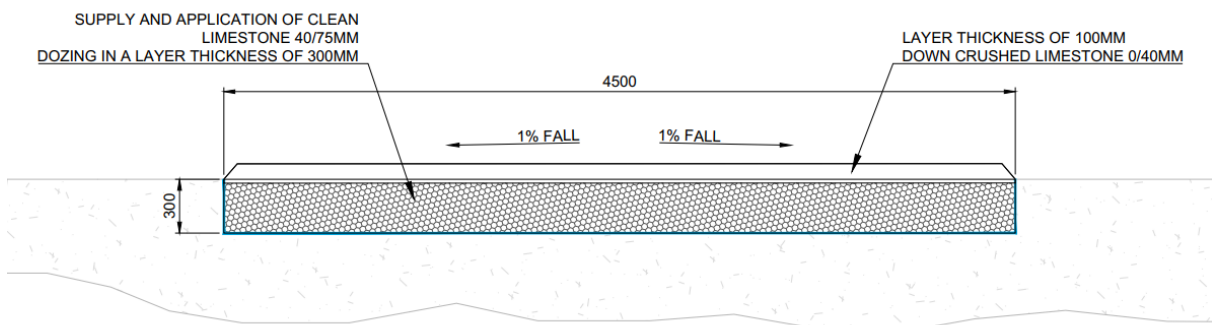 SUPPLY AND APPLICATION OF CLEAN
LIMESTONE 40/75MM
DOZING IN A LAYER THICKNESS OF 300MM
LAYER THICKNESS OF 100MM
DOWN CRUSHED LIMESTONE 0/40MM
4500
1% FALL
1% FALL
300